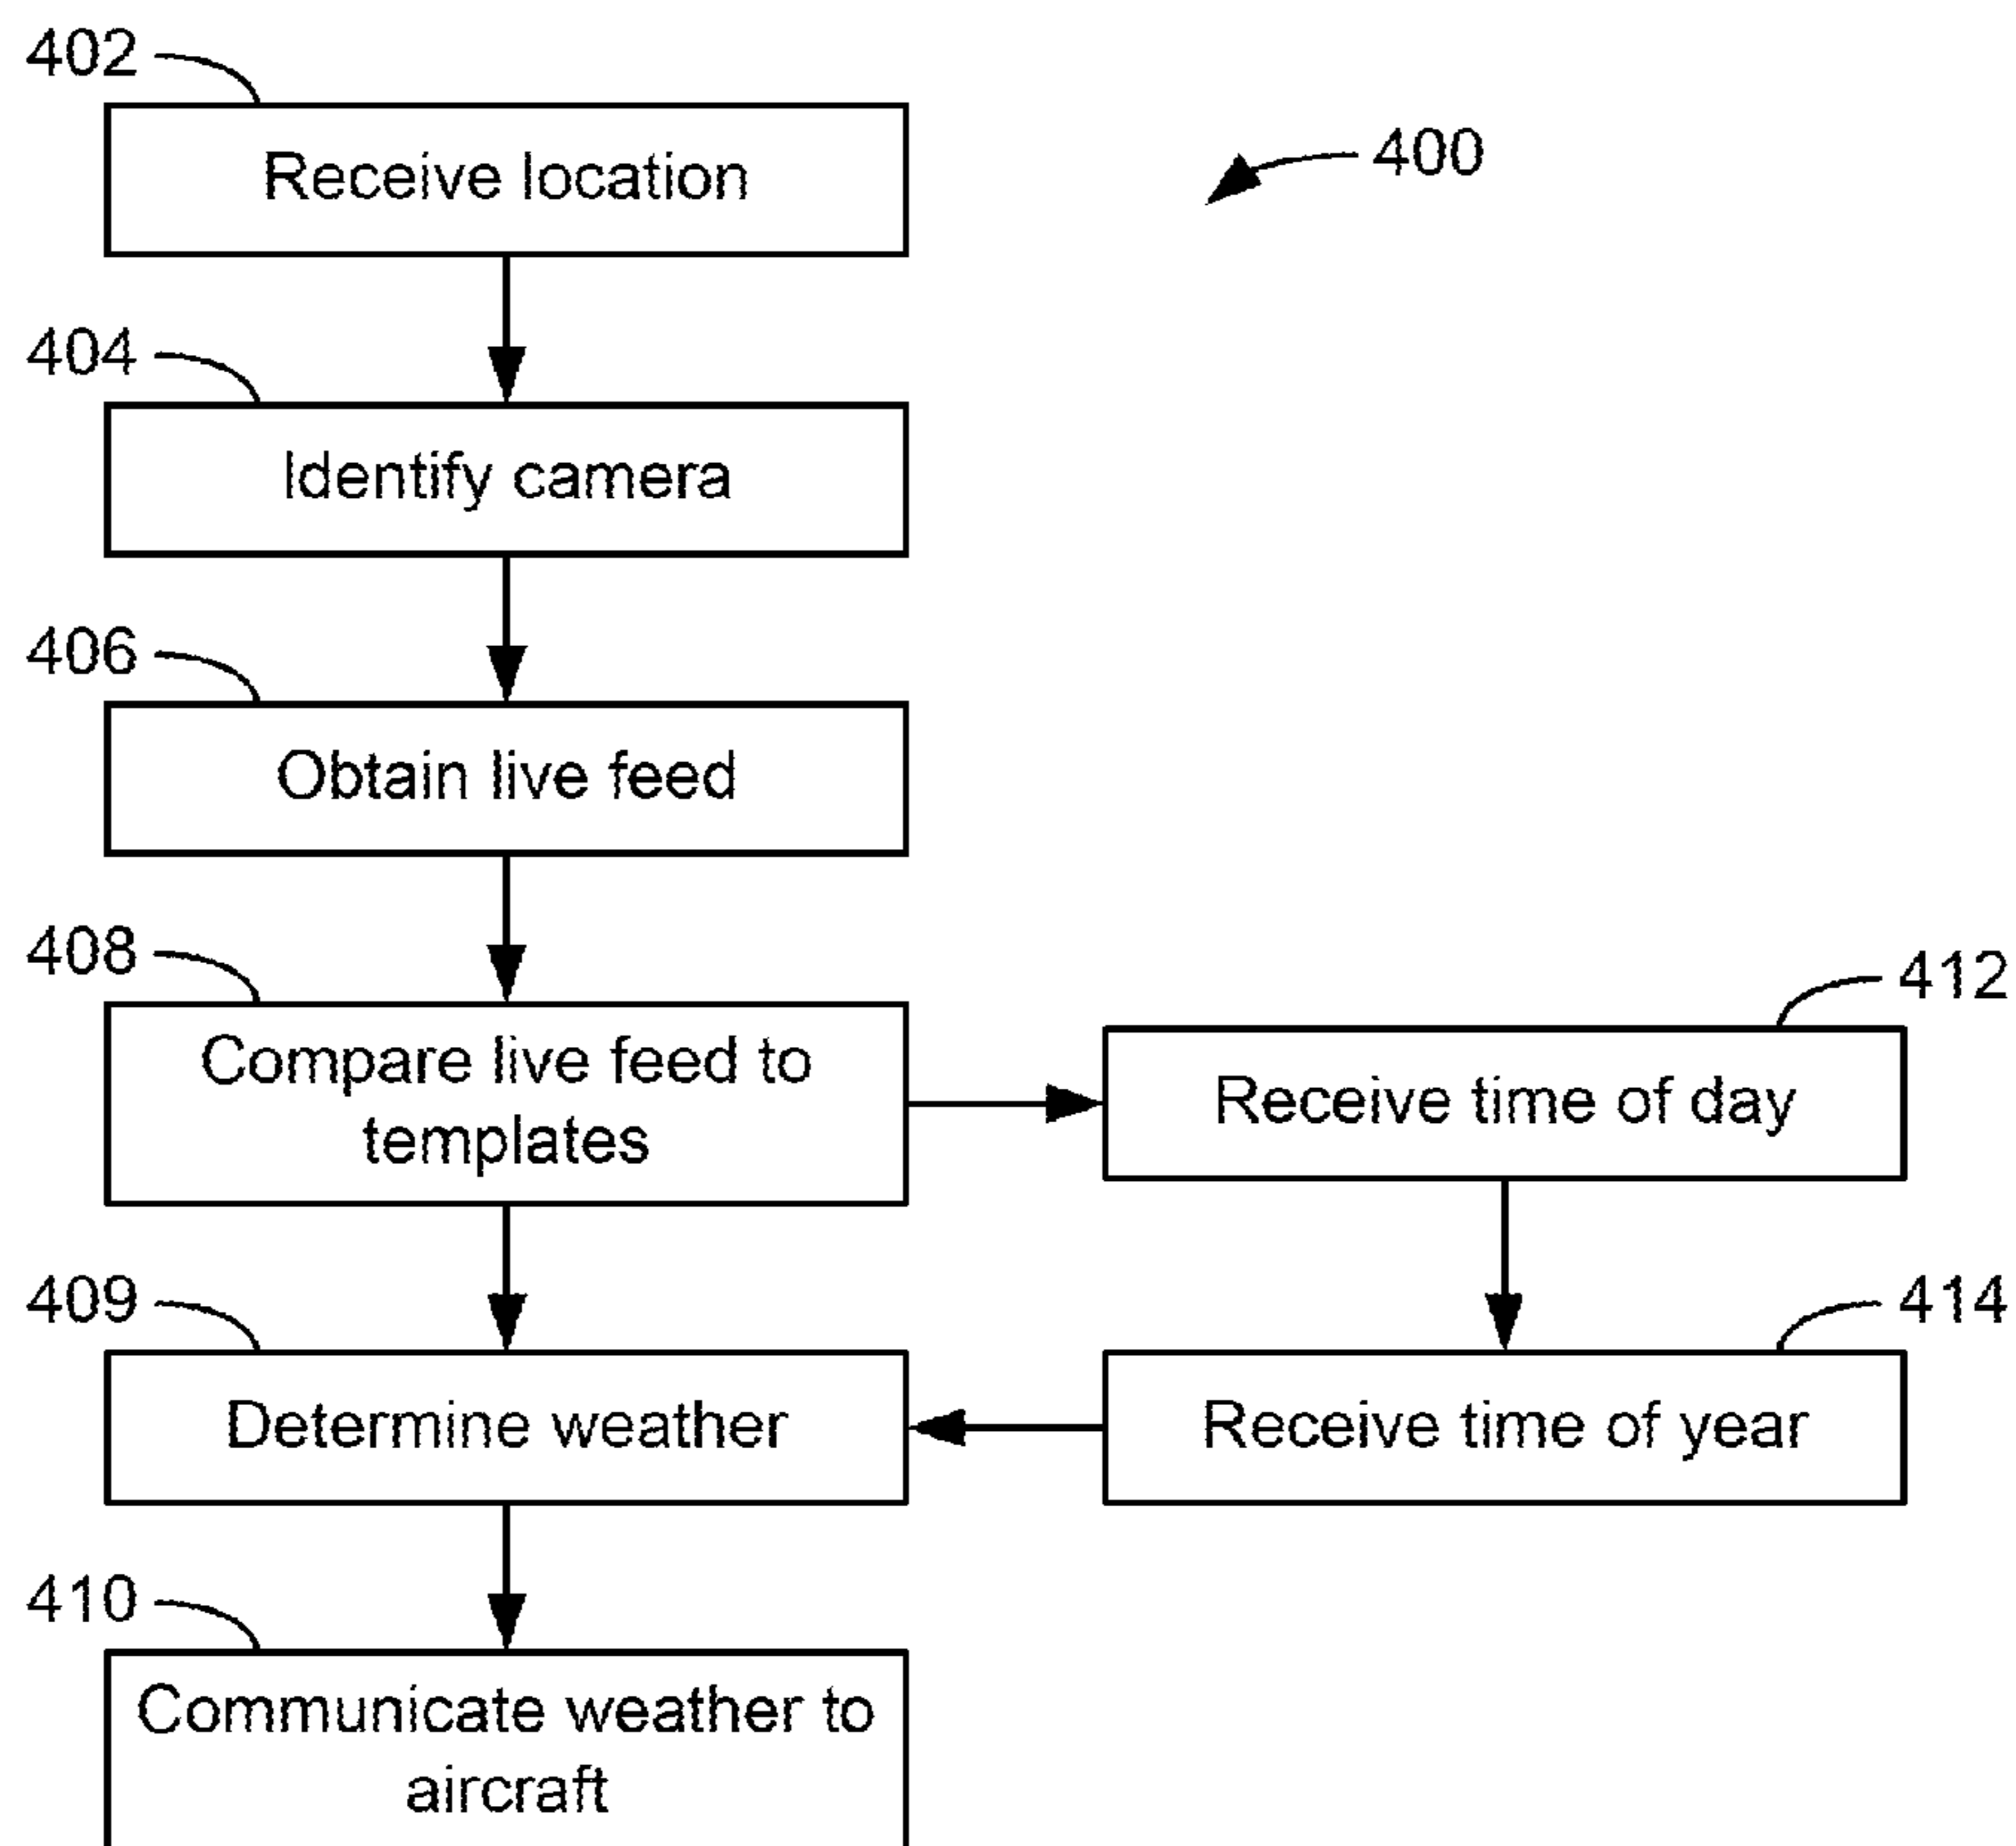 402
Receive location
400
404
Identify camera
406
Obtain live feed
408
Compare live feed to
templates
412
Receive time of day
409
Determine weather
414
Receive time of year
410
Communicate weather to
aircraft